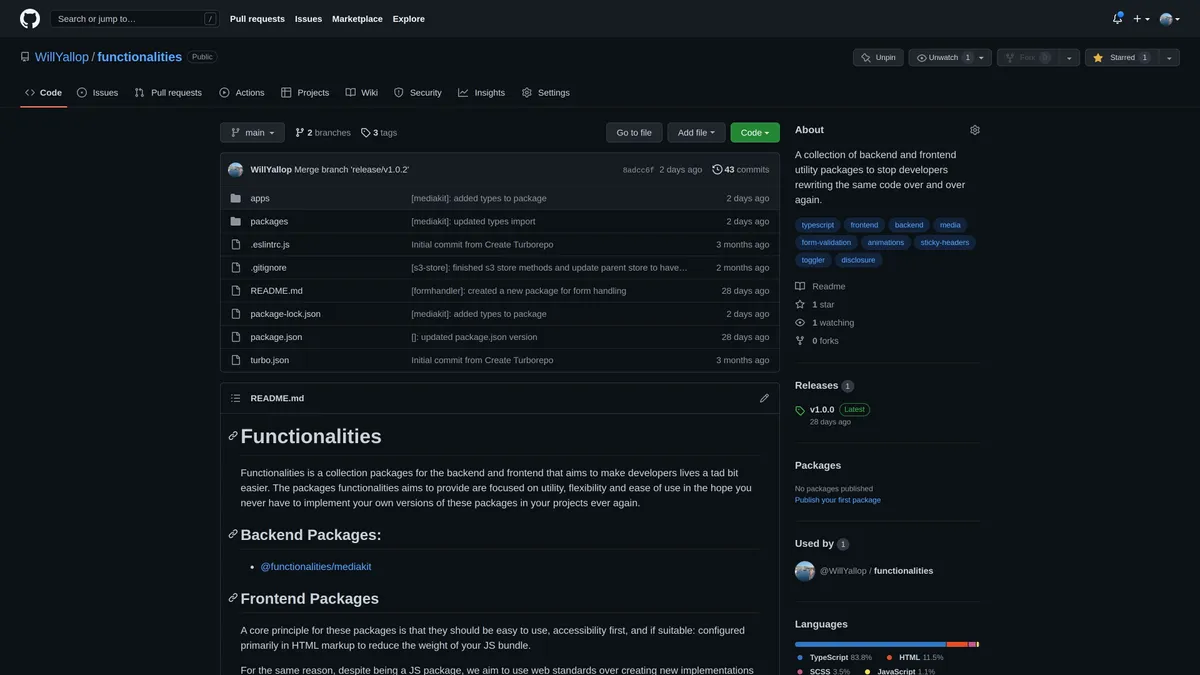 Search or jump to… /
Pull requests Issues Marketplace Explore
WillYallop / functionalities Public
Unpin Unwatch 1 Fork 0 Starred 1
Code Issues Pull requests Actions Projects Wiki Security Insights Settings
main 2 branches 3 tags Go to file Add file Code
WillYallop Merge branch 'release/v1.0.2' 8adcc6f 2 days ago 43 commits
apps [mediakit]: added types to package 2 days ago
packages [mediakit]: updated types import 2 days ago
.eslintrc.js Initial commit from Create Turborepo 3 months ago
.gitignore [s3-store]: finished s3 store methods and update parent store to have… 2 months ago
README.md [formhandler]: created a new package for form handling 28 days ago
package-lock.json [mediakit]: added types to package 2 days ago
package.json []: updated package.json version 28 days ago
turbo.json Initial commit from Create Turborepo 3 months ago
README.md
Functionalities
Functionalities is a collection packages for the backend and frontend that aims to make developers lives a tad bit
easier. The packages functionalities aims to provide are focused on utility, flexibility and ease of use in the hope you
never have to implement your own versions of these packages in your projects ever again.
Backend Packages:
@functionalities/mediakit
Frontend Packages
A core principle for these packages is that they should be easy to use, accessibility first, and if suitable: configured
primarily in HTML markup to reduce the weight of your JS bundle.
For the same reason, despite being a JS package, we aim to use web standards over creating new implementations
About
A collection of backend and frontend
utility packages to stop developers
rewriting the same code over and over
again.
typescript frontend backend media
form-validation animations sticky-headers
toggler disclosure
Readme
1 star
1 watching
0 forks
Releases 1
v1.0.0 Latest
28 days ago
Packages
No packages published
Publish your first package
Used by 1
@WillYallop / functionalities
Languages
TypeScript 83.8% HTML 11.5%
SCSS 3.5% JavaScript 1.1%